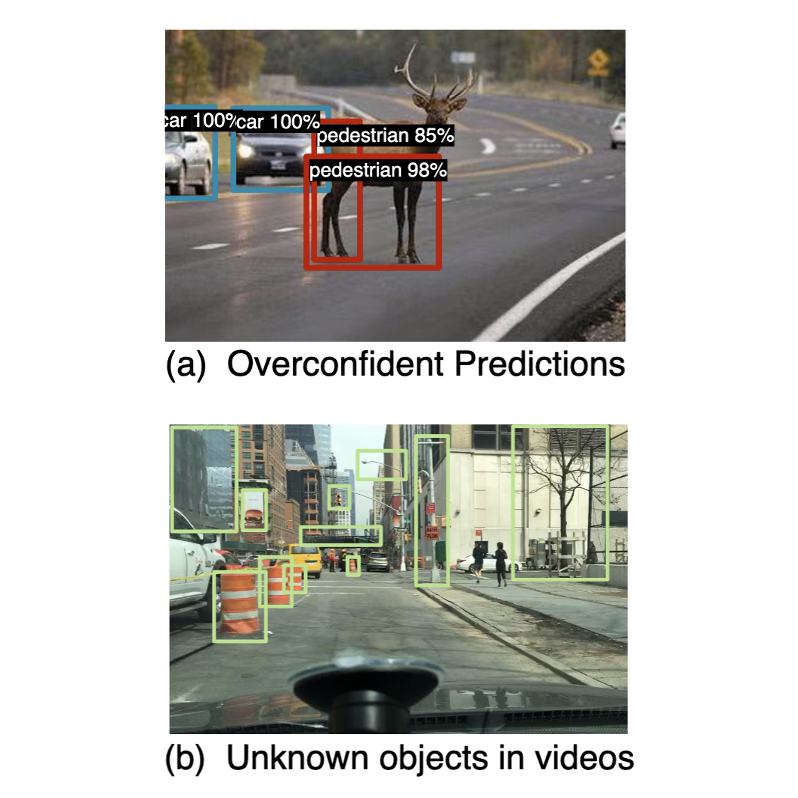 car 100%
car 100%
pedestrian 85%
pedestrian 98%
(a) Overconfident Predictions
(b) Unknown objects in videos